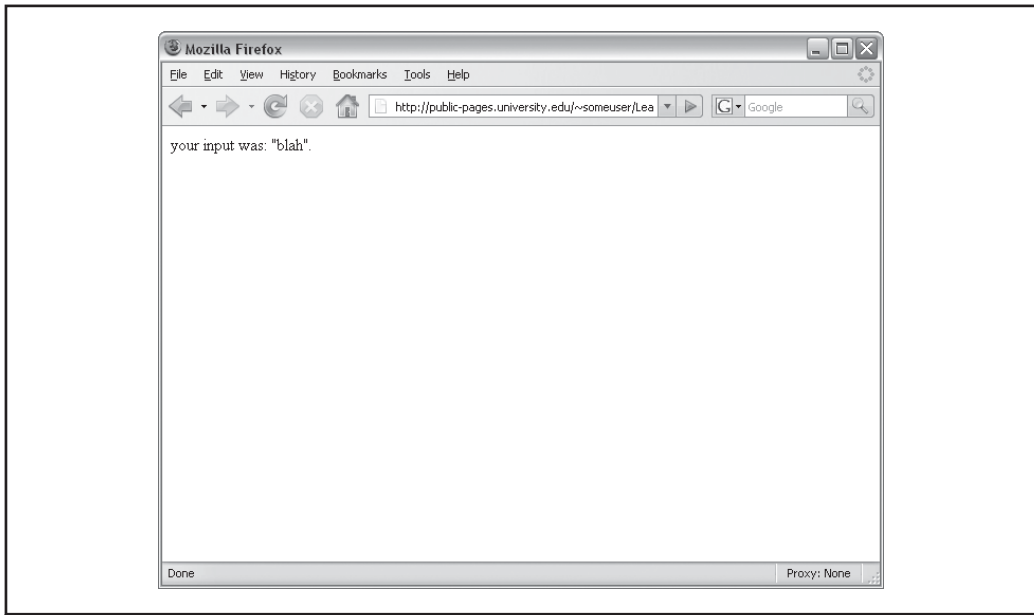 Mozilla Firefox
File Edit View History Bookmarks Tools Help
http://public-pages.university.edu/~someuser/Lea G Google
your input was: "blah".
Done Proxy: None